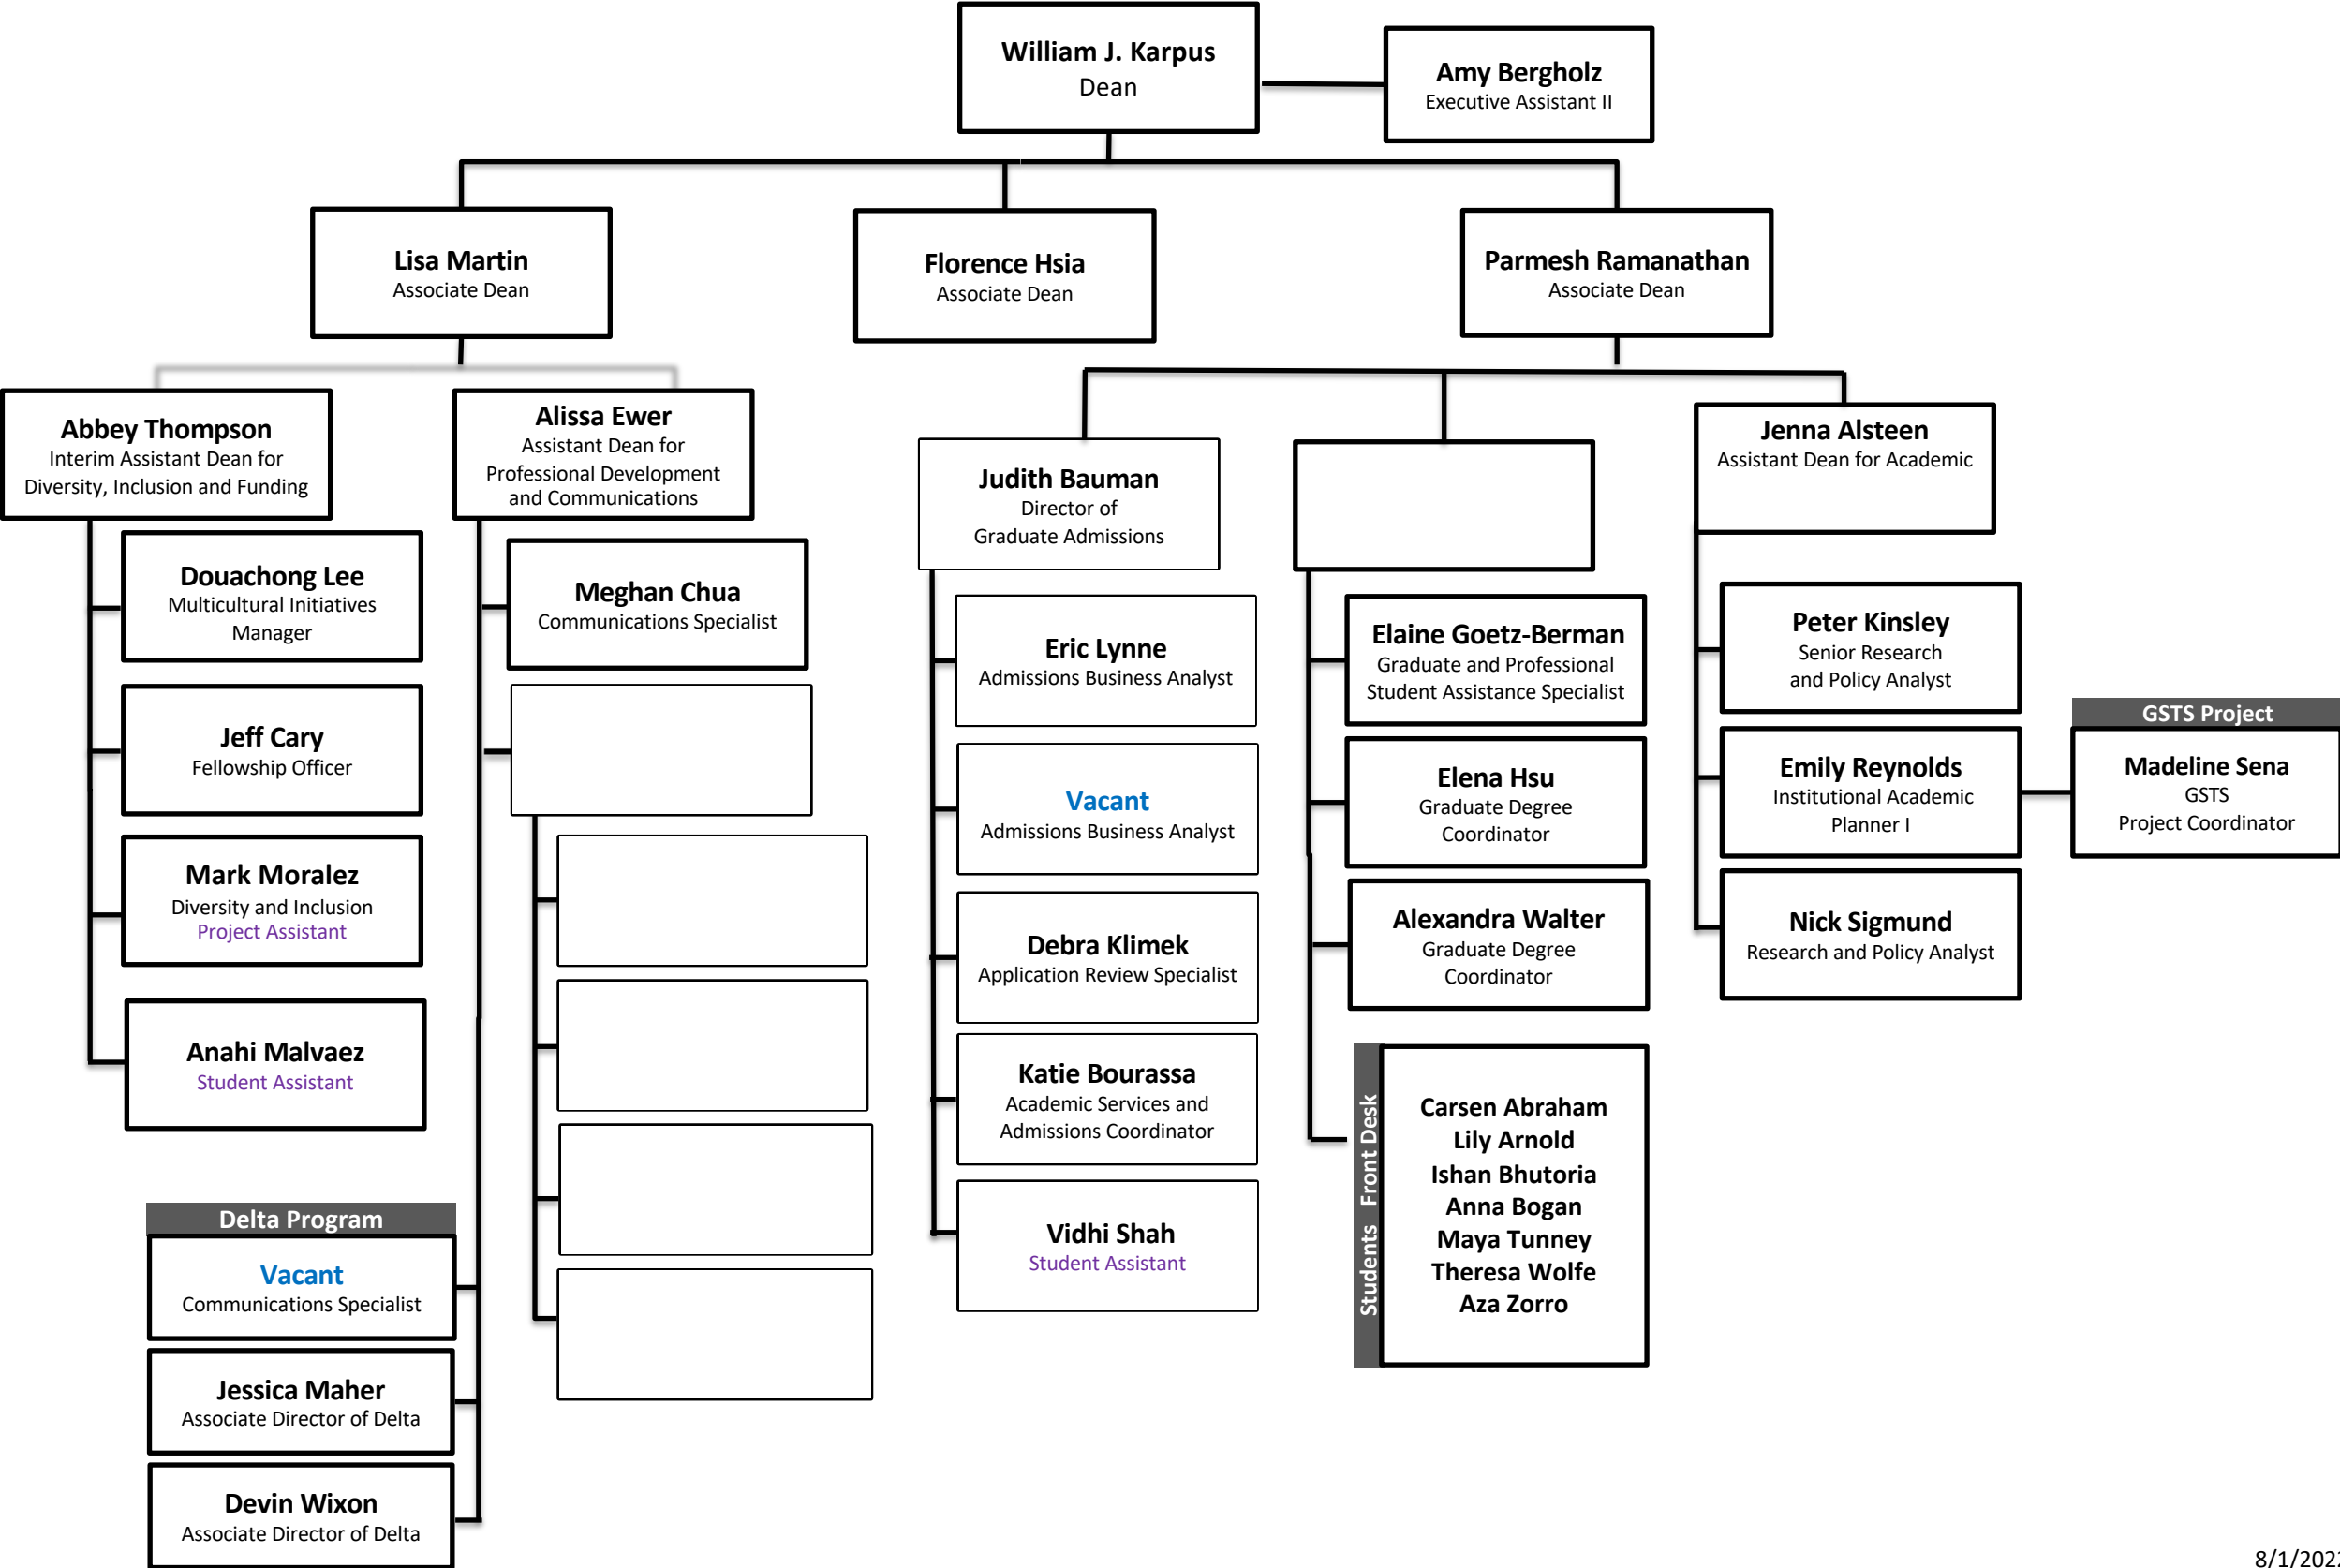 William J. Karpus
Dean
Amy Bergholz
Executive Assistant II
Lisa Martin
Associate Dean
Florence Hsia
Associate Dean
Parmesh Ramanathan
Associate Dean
Abbey Thompson
Interim Assistant Dean for
Diversity, Inclusion and Funding
Douachong Lee
Multicultural Initiatives
Manager
Jeff Cary
Fellowship Officer
Mark Moralez
Diversity and Inclusion
Project Assistant
Anahi Malvaez
Student Assistant
Alissa Ewer
Assistant Dean for
Professional Development
and Communications
Meghan Chua
Communications Specialist
Delta Program
Vacant
Communications Specialist
Jessica Maher
Associate Director of Delta
Devin Wixon
Associate Director of Delta
Judith Bauman
Director of
Graduate Admissions
Eric Lynne
Admissions Business Analyst
Vacant
Admissions Business Analyst
Debra Klimek
Application Review Specialist
Katie Bourassa
Academic Services and
Admissions Coordinator
Vidhi Shah
Student Assistant
Elaine Goetz-Berman
Graduate and Professional
Student Assistance Specialist
Elena Hsu
Graduate Degree
Coordinator
Alexandra Walter
Graduate Degree
Coordinator
Students Front Desk
Carsen Abraham
Lily Arnold
Ishan Bhutoria
Anna Bogan
Maya Tunney
Theresa Wolfe
Aza Zorro
Jenna Alsteen
Assistant Dean for Academic
Peter Kinsley
Senior Research
and Policy Analyst
Emily Reynolds
Institutional Academic
Planner I
Nick Sigmund
Research and Policy Analyst
GSTS Project
Madeline Sena
GSTS
Project Coordinator
8/1/2022